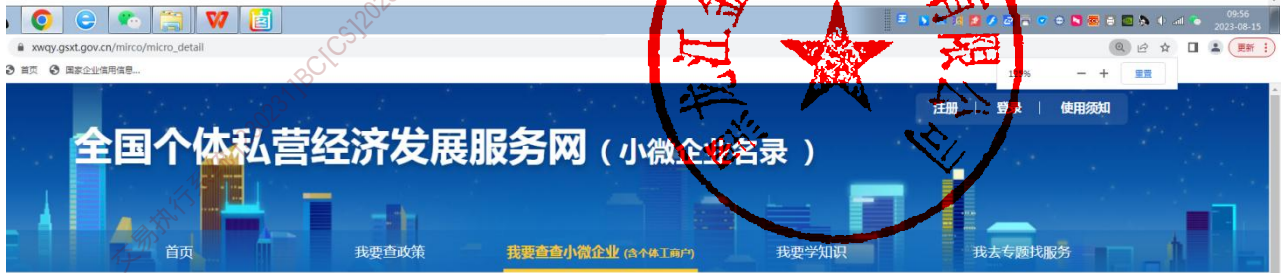 09:56
2023-08-15
xwqy.gsxt.gov.cn/mirco/micro_detail
更新
首页
国家企业信用信息...
重置
注册 | 登录 | 使用须知
全国个体私营经济发展服务网（小微企业名录 ）
首页
我要查政策
我要查查小微企业 (含个体工商户)
我要学知识
我去专题找服务